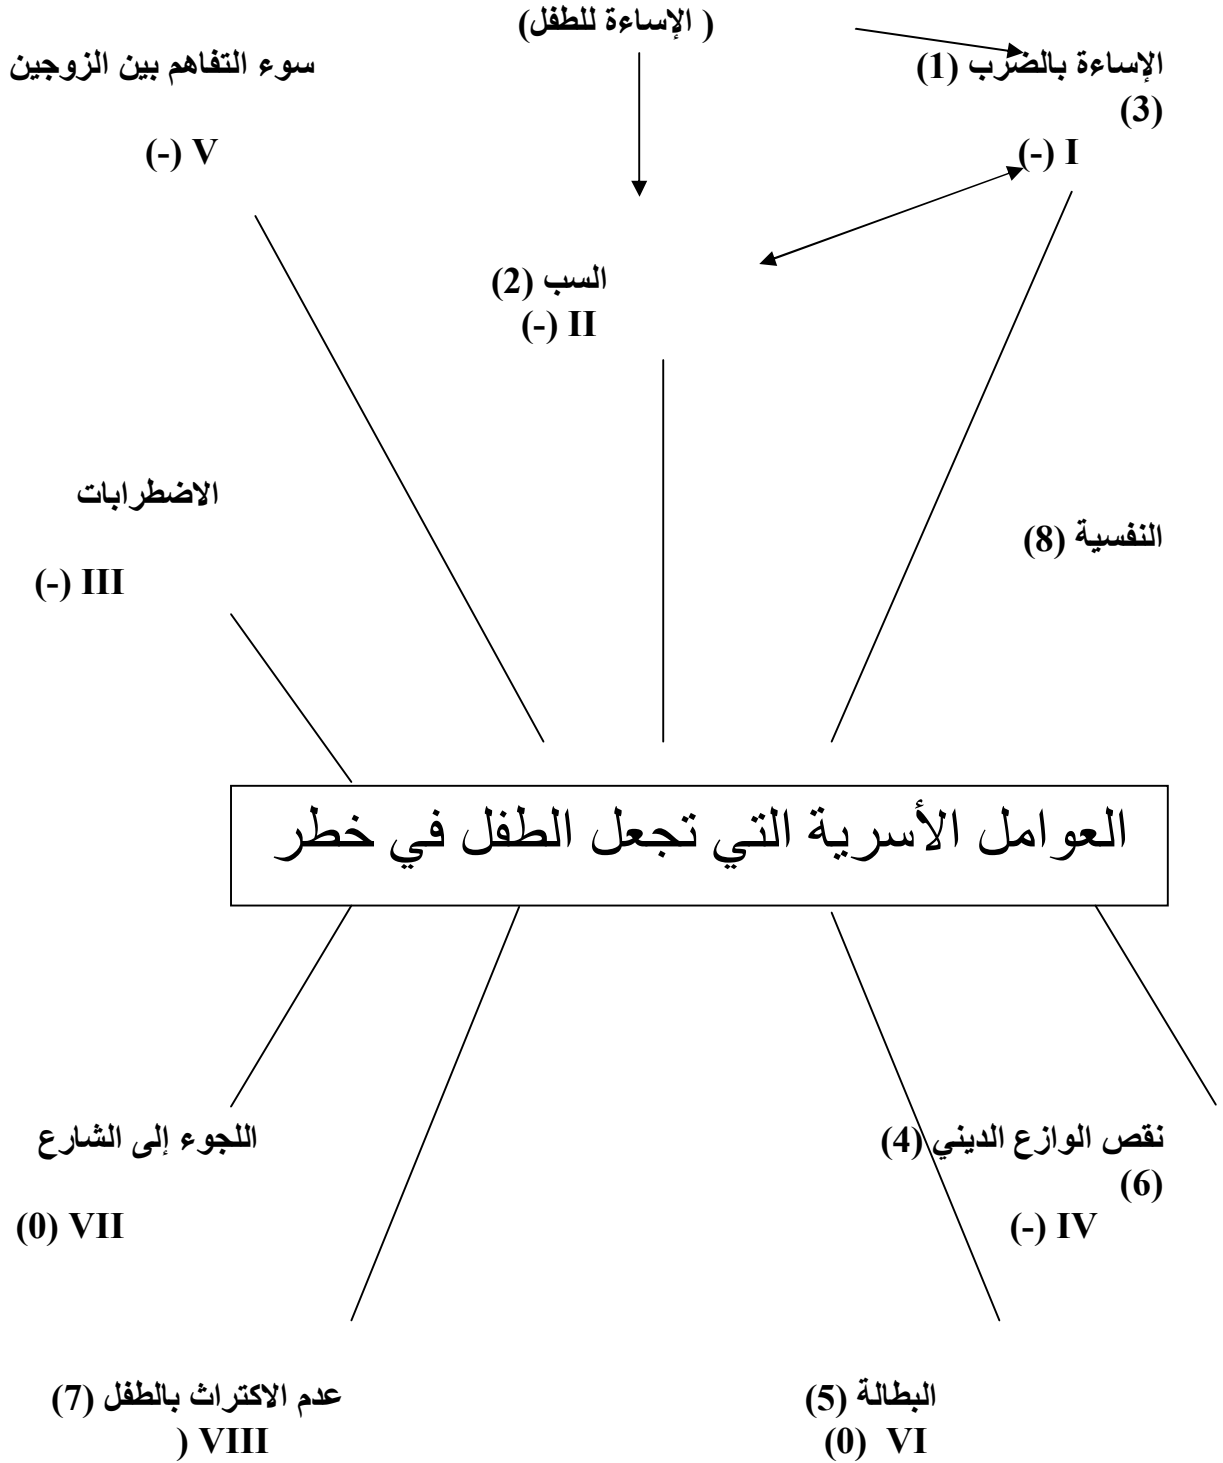 ( الإساءة للطفل)
الإساءة بالضرب (1) سوء التفاهم بين الزوجين
(3)
I (-) V (-)
السب (2)
II (-)
الاضطرابات
النفسية (8)
III (-)
العوامل الأسرية التي تجعل الطفل في خطر
نقص الوازع الديني (4) اللجوء إلى الشارع
(6)
IV (-) VII (0)
البطالة (5) عدم الاكتراث بالطفل (7)
VI (0) VIII (